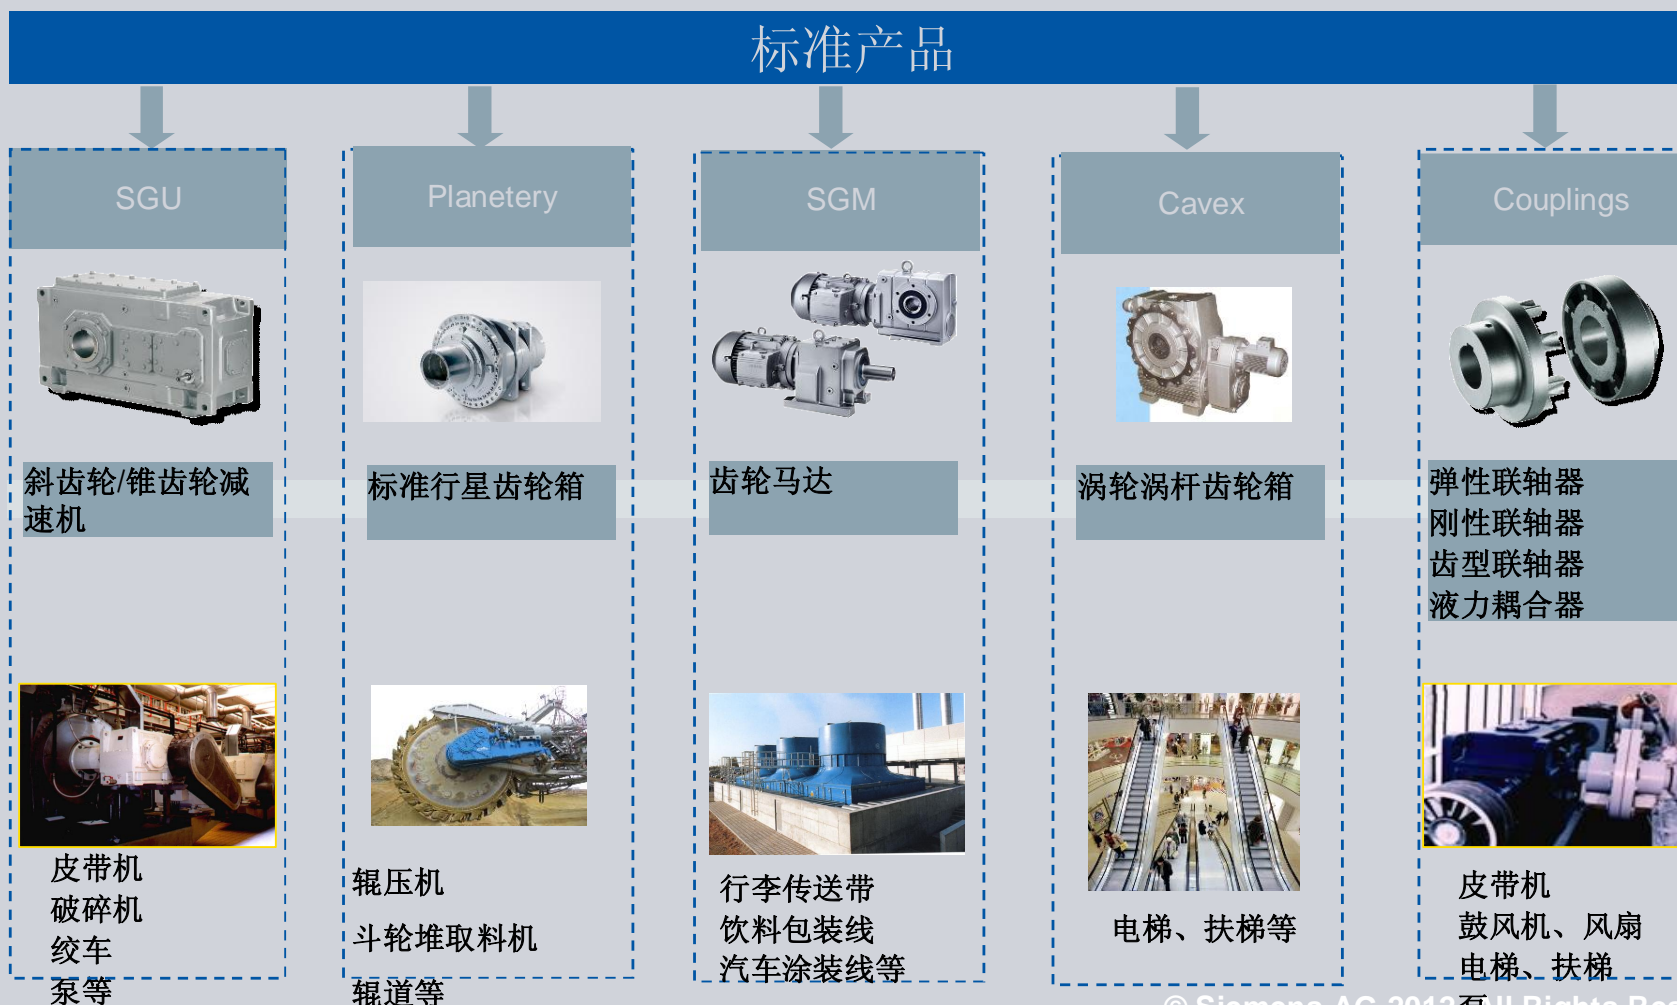 标准产品
SGU
Planetery
SGM
Cavex
Couplings
斜齿轮/锥齿轮减
速机
标准行星齿轮箱
齿轮马达
涡轮涡杆齿轮箱
弹性联轴器
刚性联轴器
齿型联轴器
液力耦合器
皮带机
破碎机
绞车
泵等
辊压机
斗轮堆取料机
辊道等
行李传送带
饮料包装线
汽车涂装线等
电梯、扶梯等
皮带机
鼓风机、风扇
电梯、扶梯
© Siemens AG 2013